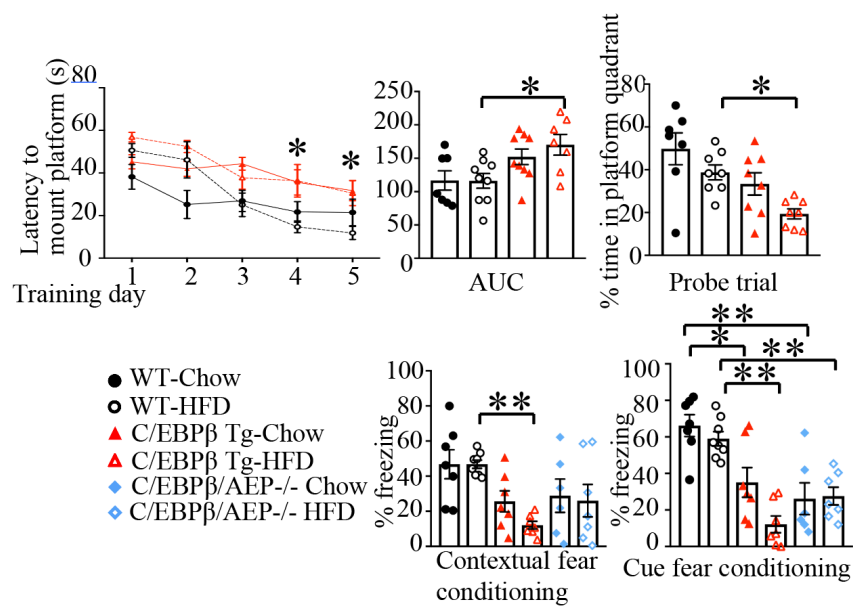 Latency to
mount platform (s)
80
60
40
20
0
1 2 3 4 5
Training day
* *
250
200
150
100
50
0
*
AUC
% time in platform quadrant
80
60
40
20
0
*
Probe trial
WT-Chow
WT-HFD
C/EBPβ Tg-Chow
C/EBPβ Tg-HFD
C/EBPβ/AEP-/- Chow
C/EBPβ/AEP-/- HFD
% freezing
100
80
60
40
20
0
**
Contextual fear
conditioning
% freezing
100
80
60
40
20
0
**
*
**
**
Cue fear conditioning